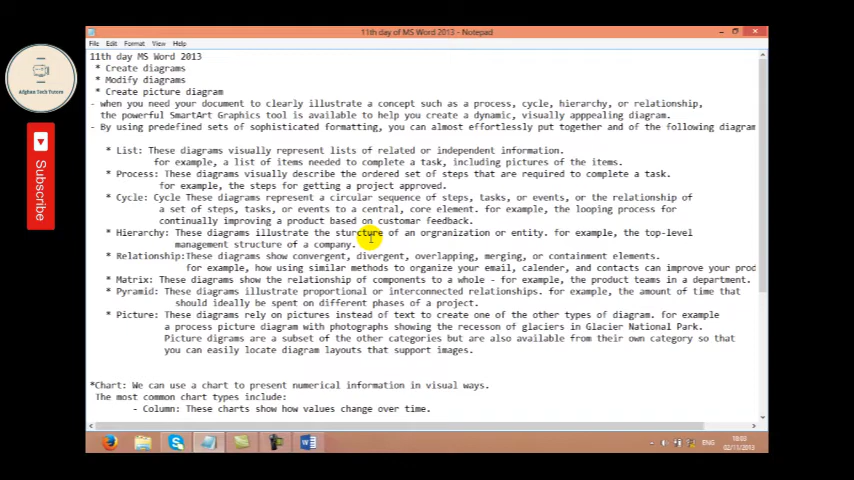 11th day of MS Word 2013 - Notepad
File Edit Format View Help
11th day MS Word 2013
* Create diagrams
* Modify diagrams
* Create picture diagram
- when you need your document to clearly illustrate a concept such as a process, cycle, hierarchy, or relationship,
the powerful SmartArt Graphics tool is available to help you create a dynamic, visually apppealing diagram.
- By using predefined sets of sophisticated formatting, you can almost effortlessly put together and of the following diagram
* List: These diagrams visually represent lists of related or independent information.
for example, a list of items needed to complete a task, including pictures of the items.
* Process: These diagrams visually describe the ordered set of steps that are required to complete a task.
for example, the steps for getting a project approved.
* Cycle: Cycle These diagrams represent a circular sequence of steps, tasks, or events, or the relationship of
a set of steps, tasks, or events to a central, core element. for example, the looping process for
continually improving a product based on customar feedback.
* Hierarchy: These diagrams illustrate the sturcture of an orgranization or entity. for example, the top-level
management structure of a company.
* Relationship:These diagrams show convergent, divergent, overlapping, merging, or containment elements.
for example, how using similar methods to organize your email, calender, and contacts can improve your prod
* Matrix: These diagrams show the relationship of components to a whole - for example, the product teams in a department.
* Pyramid: These diagrams illustrate proportional or interconnected relationships. for example, the amount of time that
should ideally be spent on different phases of a project.
* Picture: These diagrams rely on pictures instead of text to create one of the other types of diagram. for example
a process picture diagram with photographs showing the recesson of glaciers in Glacier National Park.
Picture digrams are a subset of the other categories but are also available from their own category so that
you can easily locate diagram layouts that support images.
*Chart: We can use a chart to present numerical information in visual ways.
The most common chart types include:
- Column: These charts show how values change over time.
Afghan Tech Tutors
Subscribe
ENG
18:03
02/11/2013